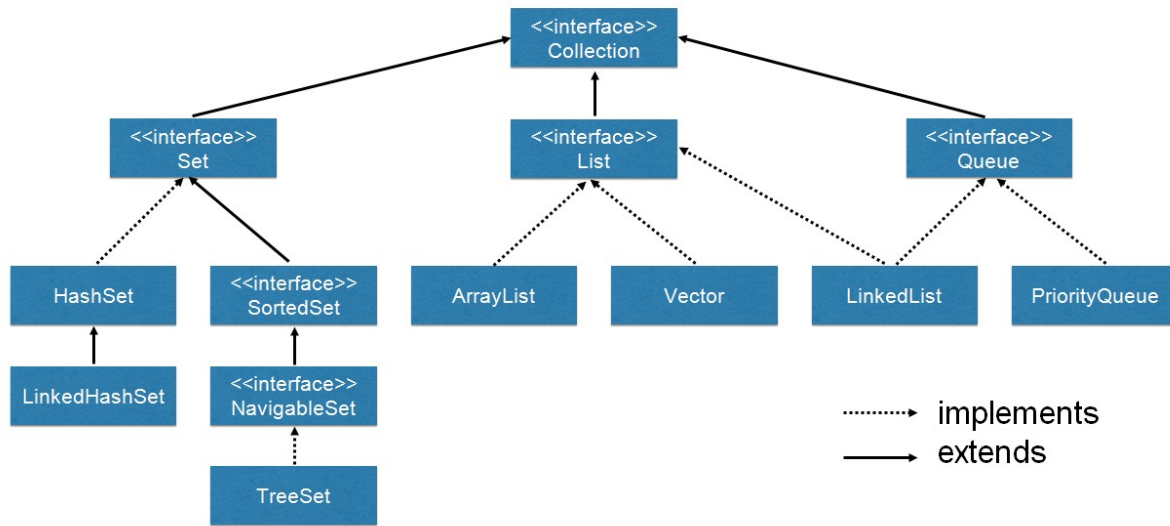 <<interface>>
Collection
<<interface>>
Set
<<interface>>
List
<<interface>>
Queue
HashSet
<<interface>>
SortedSet
ArrayList
Vector
LinkedList
PriorityQueue
LinkedHashSet
<<interface>>
NavigableSet
TreeSet
implements
extends